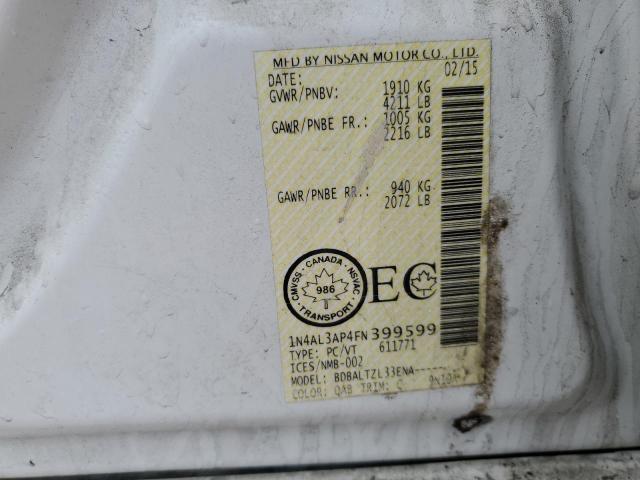 MFD BY NISSAN MOTOR CO., LTD.
DATE: 02/15
GVWR/PNBV: 1910 KG
4211 LB
GAWR/PNBE FR.: 1005 KG
2216 LB
GAWR/PNBE RR.: 940 KG
2072 LB
CMVSS - CANADA - NSVAC
986
- TRANSPORT -
EC
1N4AL3AP4FN399599
TYPE: PC/VT 611771
ICES/NMB-002
MODEL: BDBALTZL33ENA-----
COLOR: QAB TRIM: